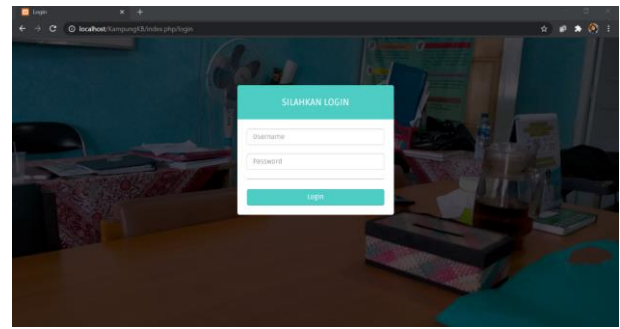 Login
localhost/KampungKB/index.php/login
SILAHKAN LOGIN
Username
Password
Login